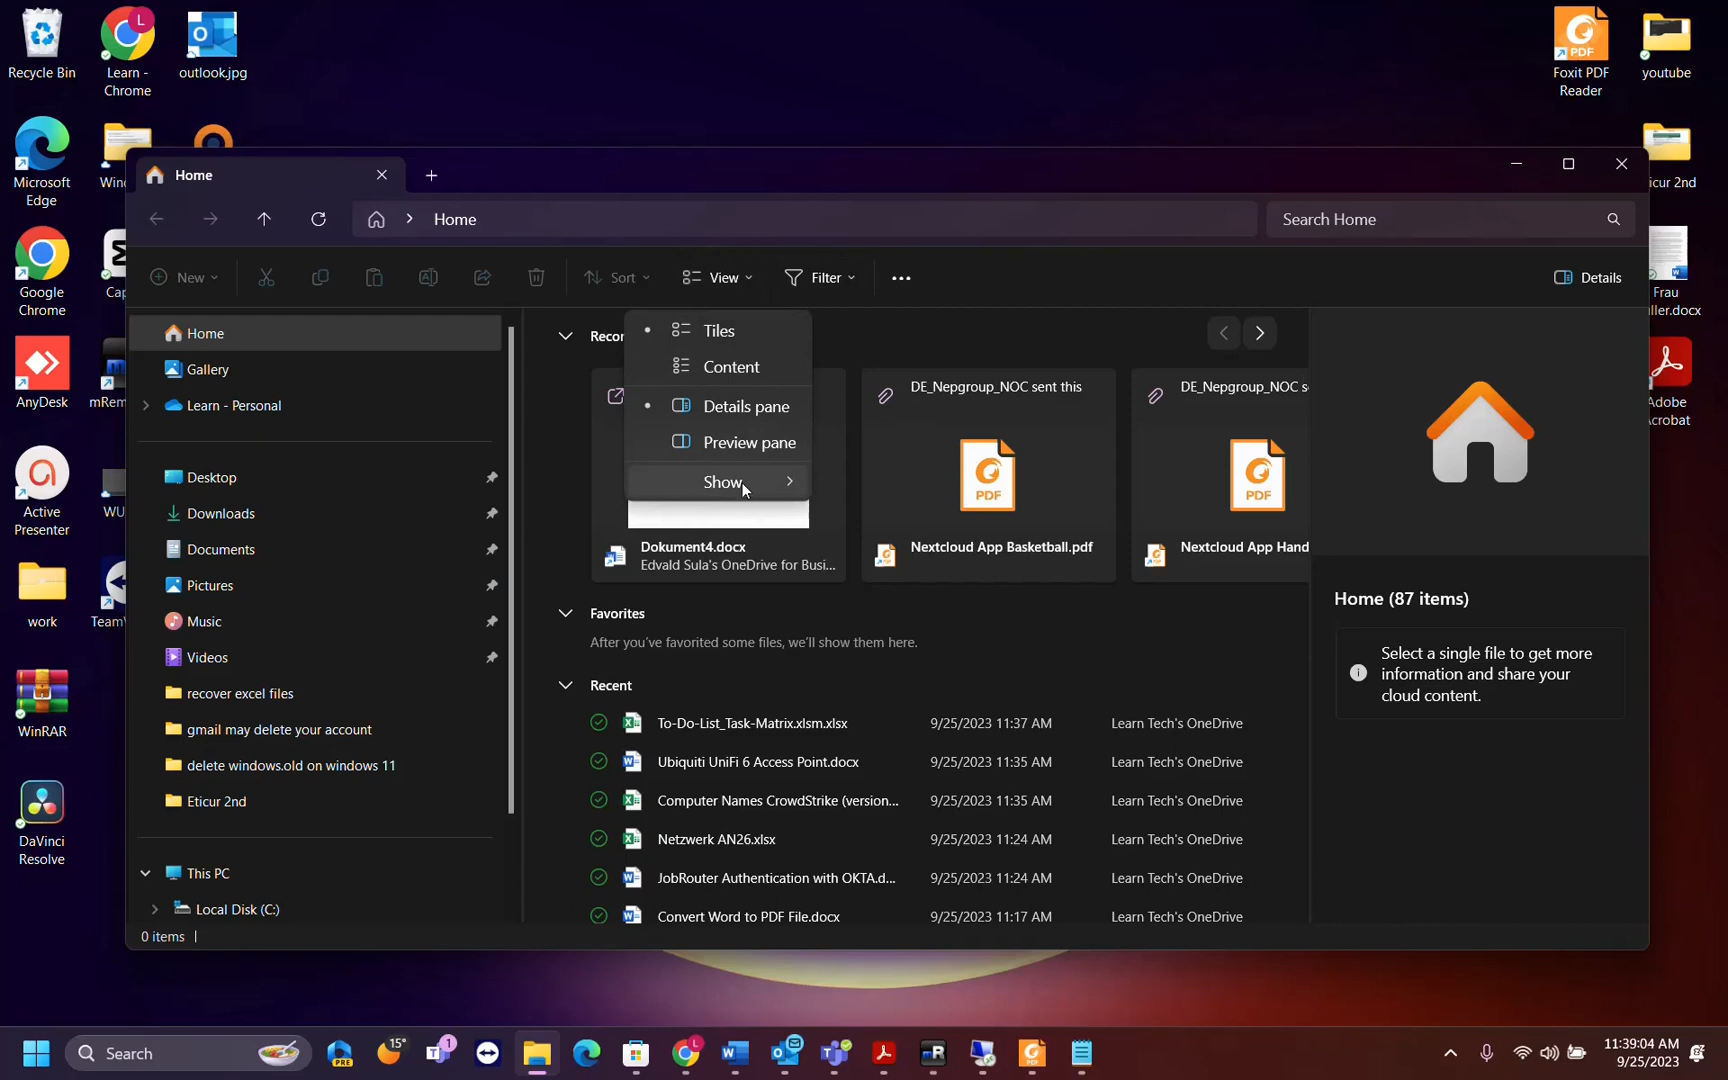 Recycle Bin
Learn -
Chrome
outlook.jpg
Foxit PDF
Reader
youtube
Microsoft
Edge
Google
Chrome
AnyDesk
Active
Presenter
work
WinRAR
DaVinci
Resolve
cur 2nd
Frau
ller.docx
Adobe
crobat
Home
Home
Search Home
New
Sort
View
Filter
Details
Home
Gallery
Learn - Personal
Desktop
Downloads
Documents
Pictures
Music
Videos
recover excel files
gmail may delete your account
delete windows.old on windows 11
Eticur 2nd
This PC
Local Disk (C:)
0 items
Tiles
Content
Details pane
Preview pane
Show
Dokument4.docx
Edvald Sula's OneDrive for Busi...
DE_Nepgroup_NOC sent this
PDF
Nextcloud App Basketball.pdf
DE_Nepgroup_NOC s
PDF
Nextcloud App Hand
Favorites
After you've favorited some files, we'll show them here.
Recent
To-Do-List_Task-Matrix.xlsm.xlsx 9/25/2023 11:37 AM Learn Tech's OneDrive
Ubiquiti UniFi 6 Access Point.docx 9/25/2023 11:35 AM Learn Tech's OneDrive
Computer Names CrowdStrike (version... 9/25/2023 11:35 AM Learn Tech's OneDrive
Netzwerk AN26.xlsx 9/25/2023 11:24 AM Learn Tech's OneDrive
JobRouter Authentication with OKTA.d... 9/25/2023 11:24 AM Learn Tech's OneDrive
Convert Word to PDF File.docx 9/25/2023 11:17 AM Learn Tech's OneDrive
Home (87 items)
Select a single file to get more
information and share your
cloud content.
Search
PRE
15°
1
11:39:04 AM
9/25/2023